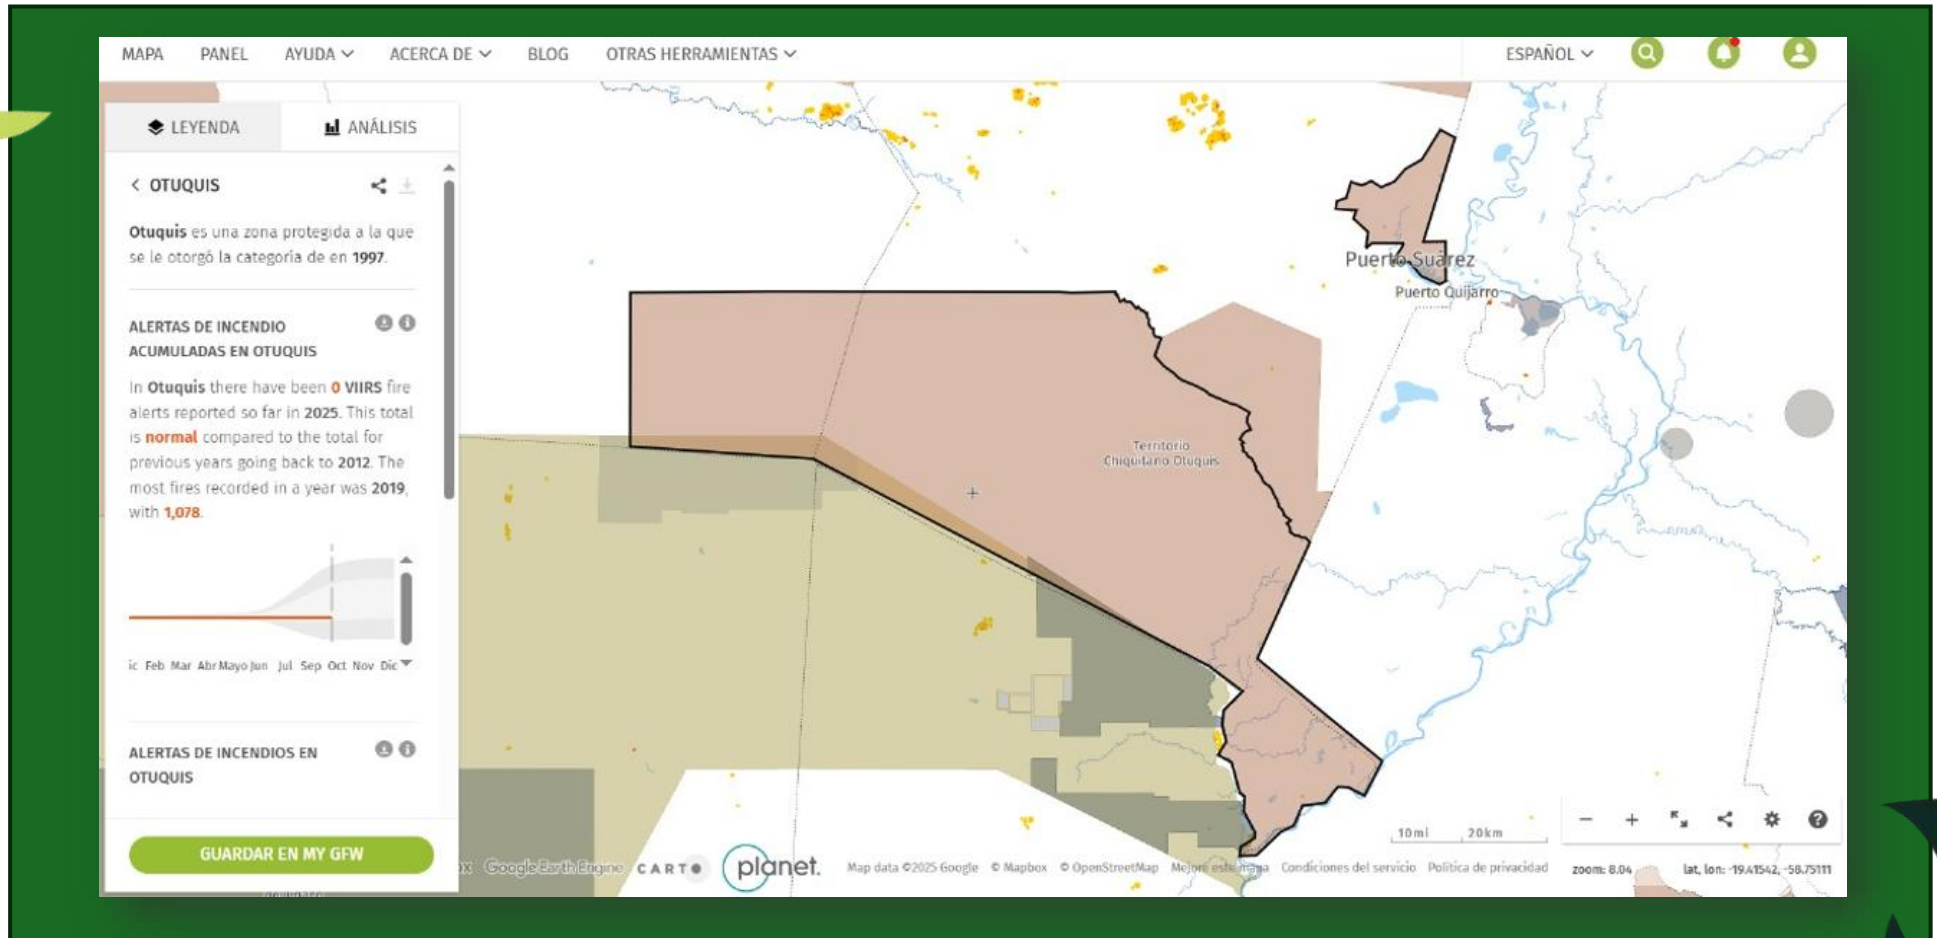 MAPA PANEL AYUDA ACERCA DE BLOG OTRAS HERRAMIENTAS ESPAÑOL
LEYENDA ANÁLISIS
OTUQUIS
Otuquis es una zona protegida a la que
se le otorgó la categoría de en 1997.
ALERTAS DE INCENDIO
ACUMULADAS EN OTUQUIS
In Otuquis there have been 0 VIIRS fire
alerts reported so far in 2025. This total
is normal compared to the total for
previous years going back to 2012. The
most fires recorded in a year was 2019,
with 1,078.
ic Feb Mar Abr Mayo Jun Jul Sep Oct Nov Dic
ALERTAS DE INCENDIOS EN
OTUQUIS
GUARDAR EN MY GFW
Puerto Suárez
Puerto Quijarro
Territorio
Chiquitano Otuquis
10mi 20km
Google Earth Engine CARTO planet. Map data ©2025 Google © Mapbox © OpenStreetMap Mejore este mapa Condiciones del servicio Política de privacidad
zoom: 8.04 lat, lon: -19.41542, -58.75111